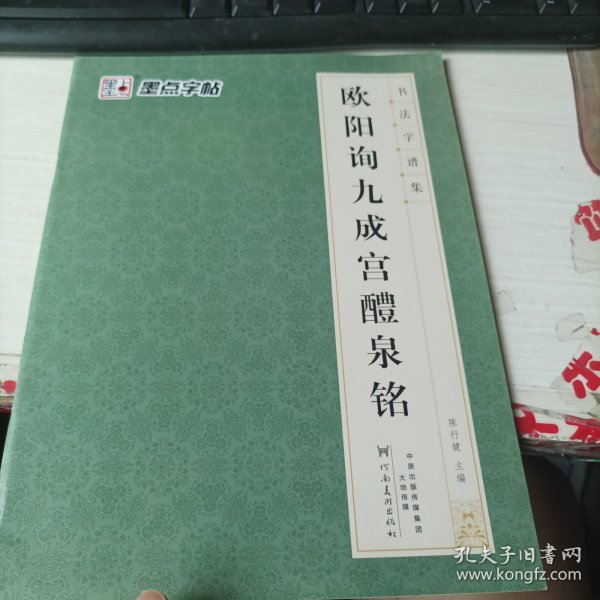 墨点字帖
书法字谱集
欧阳询九成宫醴泉铭
陈行健 主编
河南美术出版社
中原出版传媒集团
大地传媒
孔夫子旧书网
www.kongfz.com